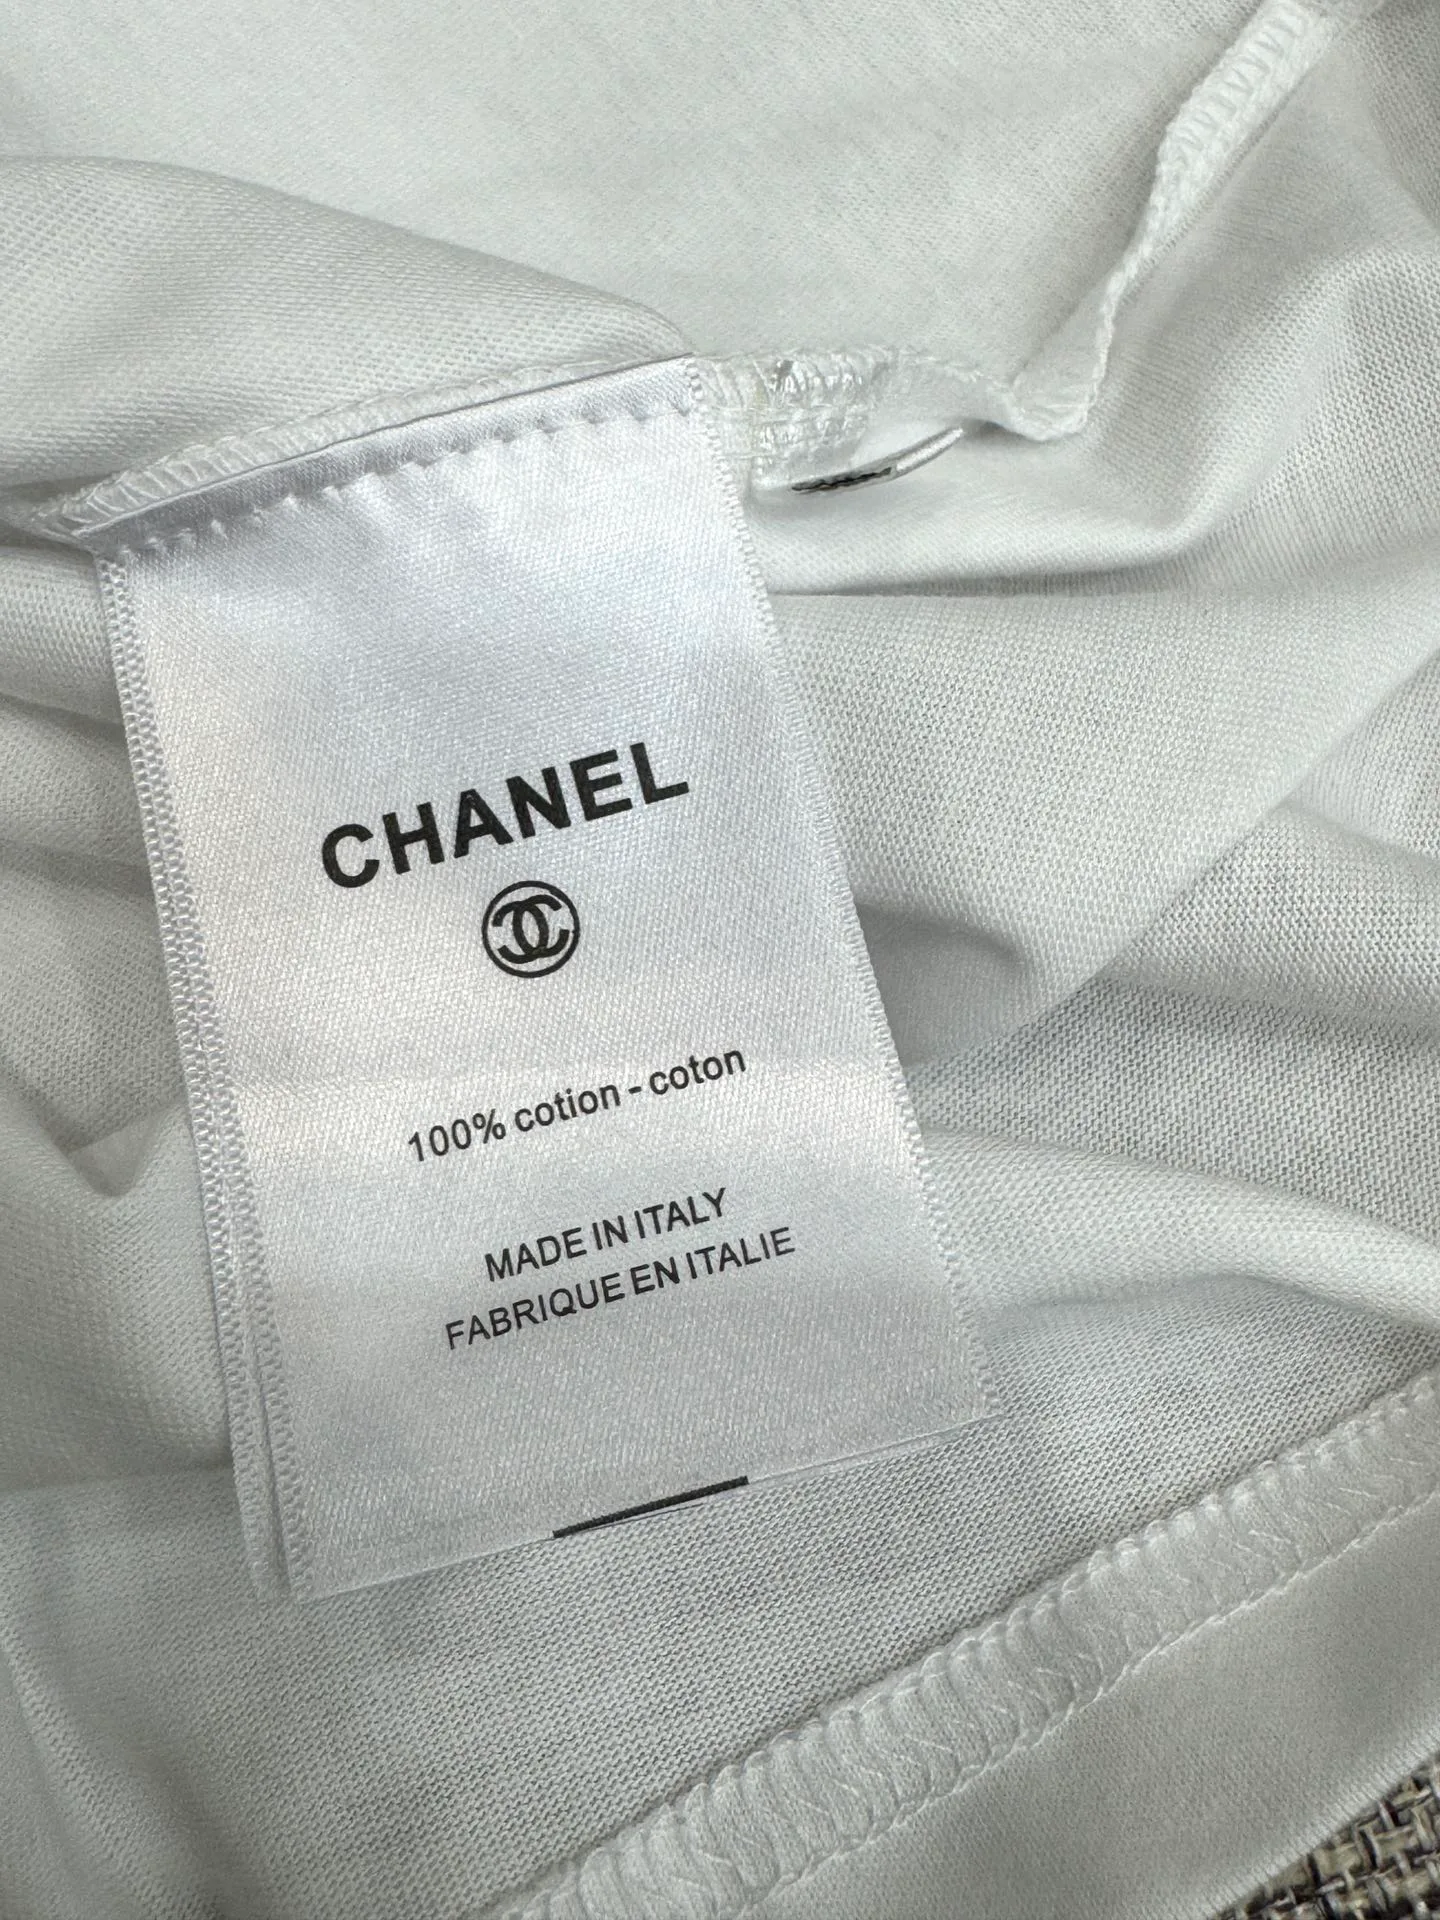 CHANEL
100% cotion - coton
MADE IN ITALY
FABRIQUE EN ITALIE